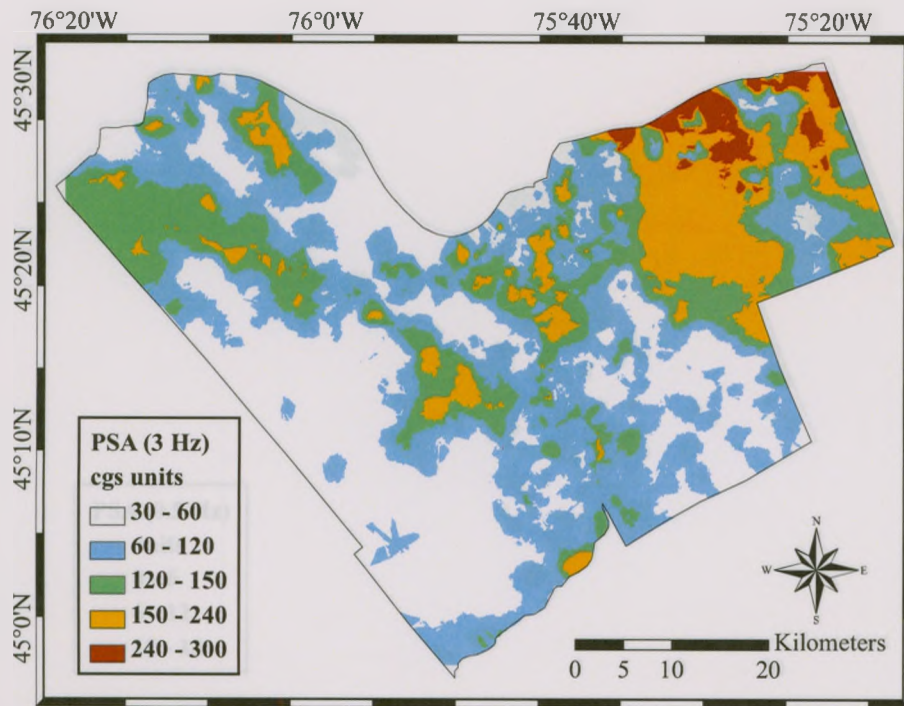 76°20'W 76°0'W 75°40'W 75°20'W
45°30'N
45°20'N
45°10'N
45°0'N
PSA (3 Hz)
cgs units
30 - 60
60 - 120
120 - 150
150 - 240
240 - 300
N
W E
S
Kilometers
0 5 10 20